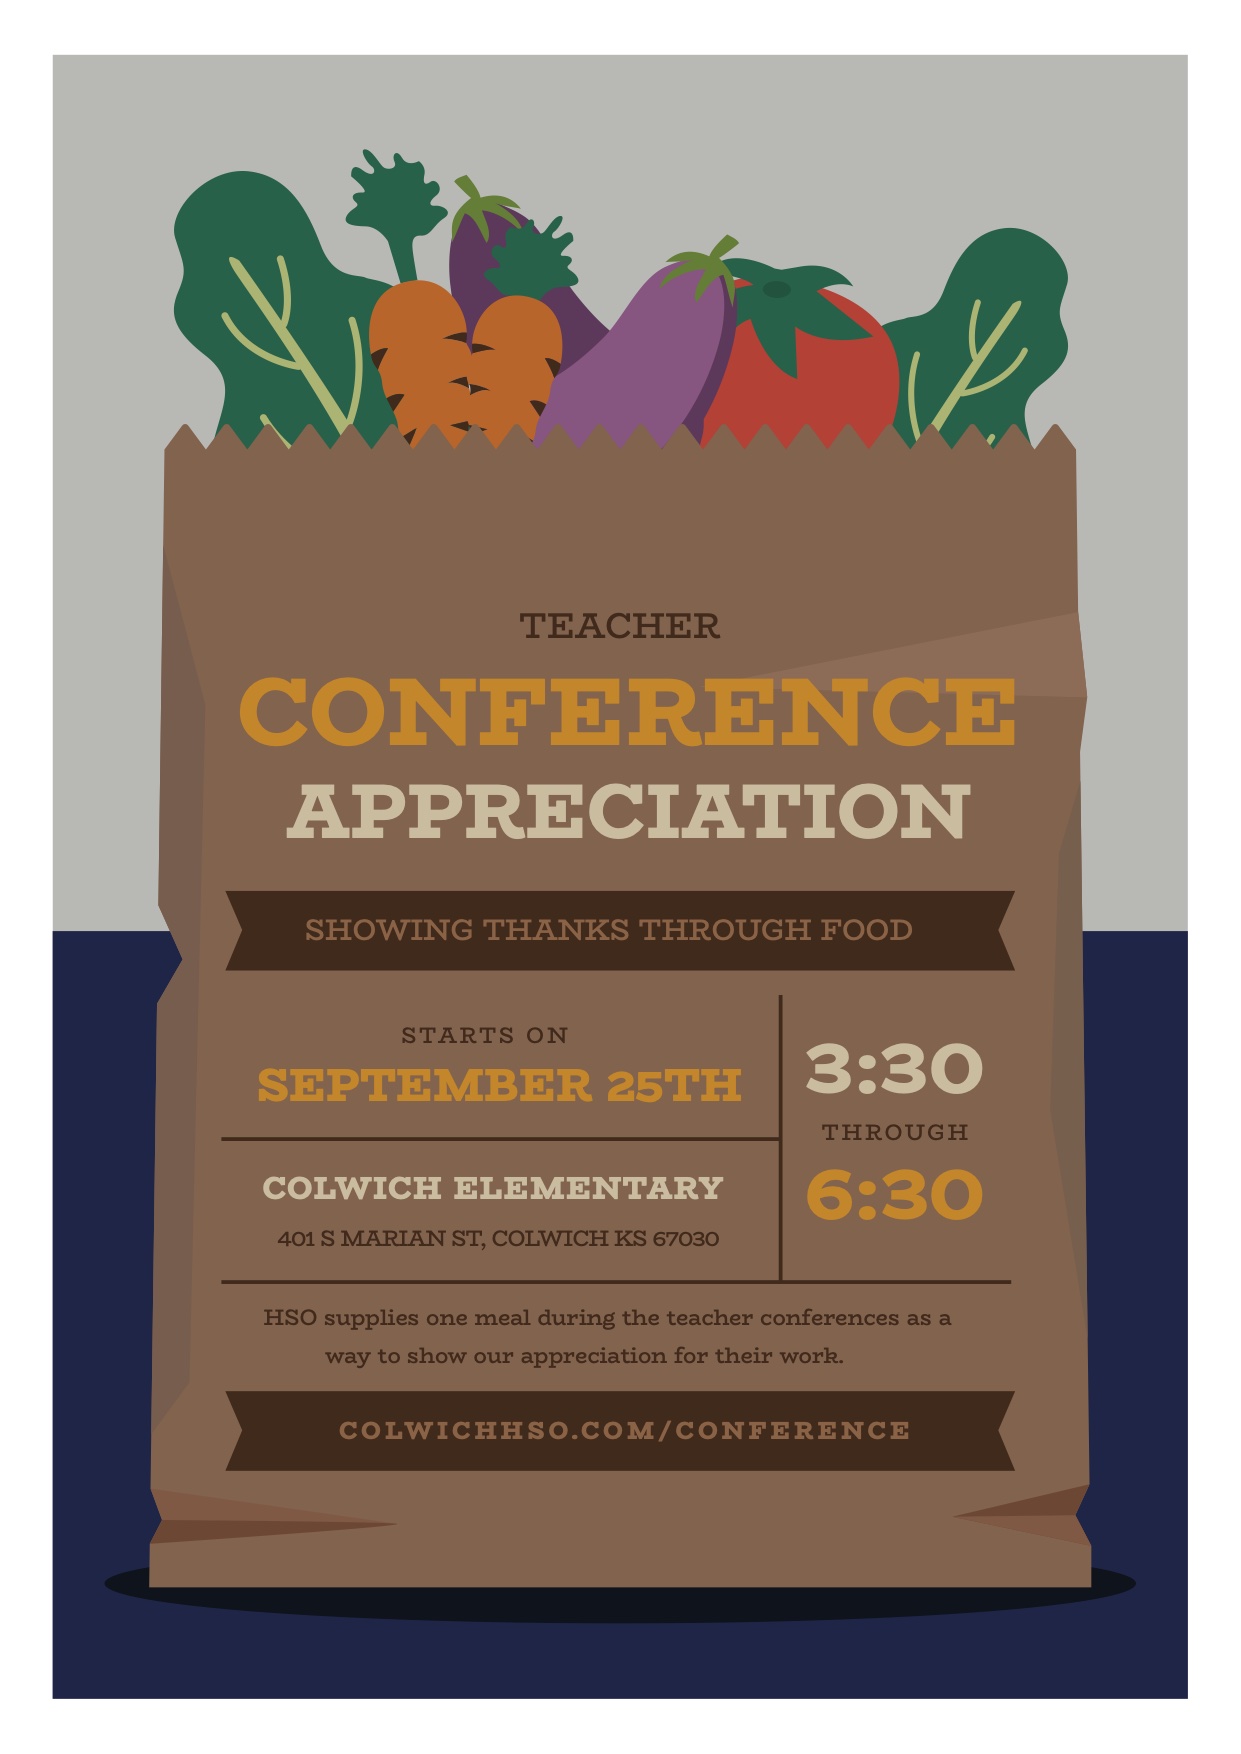 TEACHER
CONFERENCE
APPRECIATION
SHOWING THANKS THROUGH FOOD
STARTS ON
SEPTEMBER 25TH
COLWICH ELEMENTARY
401 S MARIAN ST, COLWICH KS 67030
3:30
THROUGH
6:30
HSO supplies one meal during the teacher conferences as a
way to show our appreciation for their work.
COLWICHHSO.COM/CONFERENCE